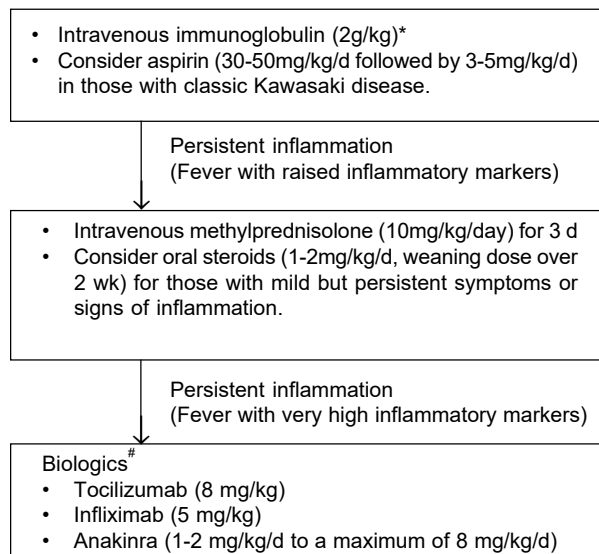 • Intravenous immunoglobulin (2g/kg)*
• Consider aspirin (30-50mg/kg/d followed by 3-5mg/kg/d)
in those with classic Kawasaki disease.
Persistent inflammation
(Fever with raised inflammatory markers)
• Intravenous methylprednisolone (10mg/kg/day) for 3 d
• Consider oral steroids (1-2mg/kg/d, weaning dose over
2 wk) for those with mild but persistent symptoms or
signs of inflammation.
Persistent inflammation
(Fever with very high inflammatory markers)
Biologics#
• Tocilizumab (8 mg/kg)
• Infliximab (5 mg/kg)
• Anakinra (1-2 mg/kg/d to a maximum of 8 mg/kg/d)